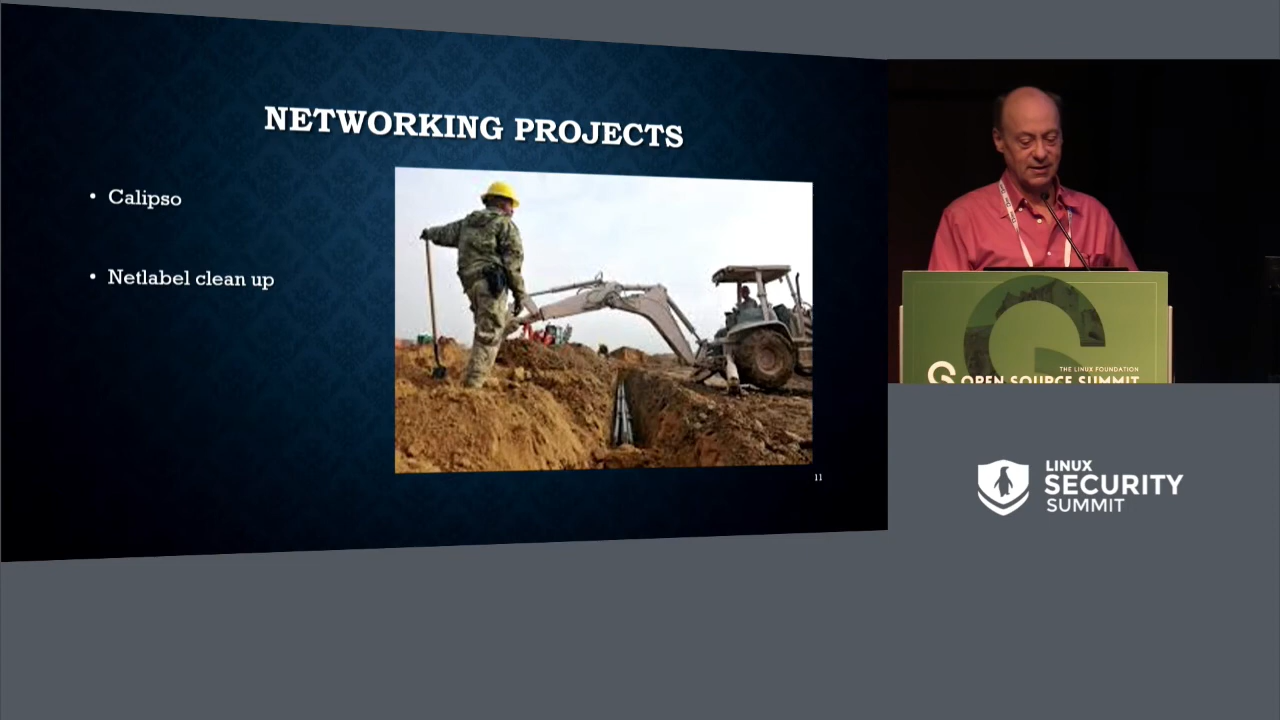 NETWORKING PROJECTS
• Calipso
• Netlabel clean up
11
THE LINUX FOUNDATION
OPEN SOURCE SUMMIT
LINUX
SECURITY
SUMMIT